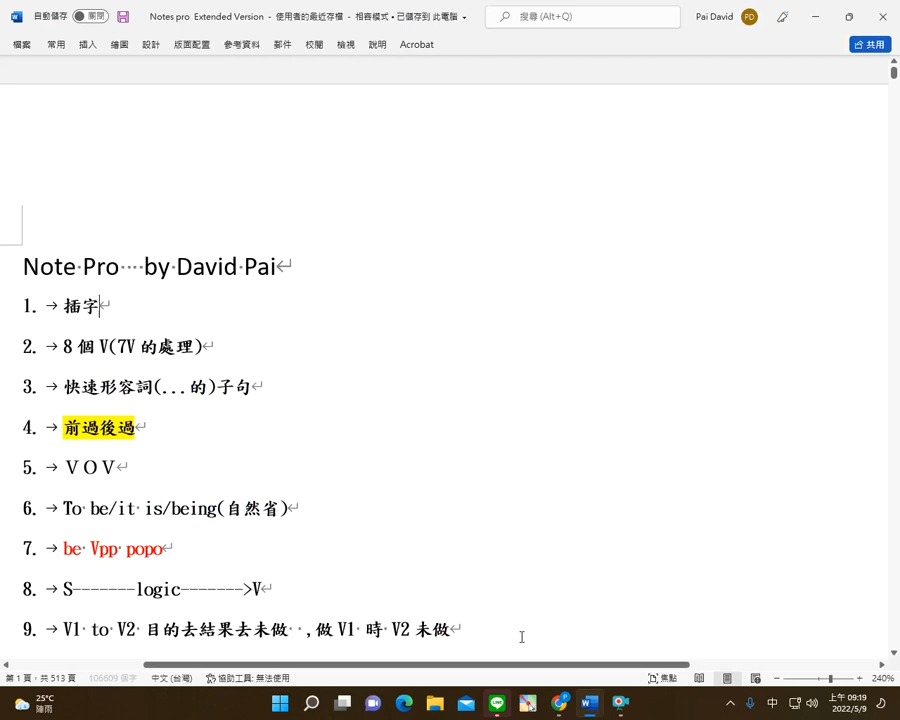 Notes pro Extended Version - 使用者的最近存檔 - 相容模式 • 已儲存到 此電腦
自動儲存 關閉
搜尋 (Alt+Q)
Pai David PD
檔案 常用 插入 繪圖 設計 版面配置 參考資料 郵件 校閱 檢視 說明 Acrobat
共用
Note Pro by David Pai
1. 插字
2. 8 個 V(7V 的處理)
3. 快速形容詞(...的)子句
4. 前過後過
5. ＶＯＶ
6. To be/it is/being(自然省)
7. be Vpp popo
8. S-------logic------->V
9. V1 to V2 目的去結果去未做 ,做 V1 時 V2 未做
第 1 頁，共 513 頁 106609 個字 中文 (台灣) 協助工具: 無法使用 焦點 240%
25°C
陣雨
中
上午 09:19
2022/5/9